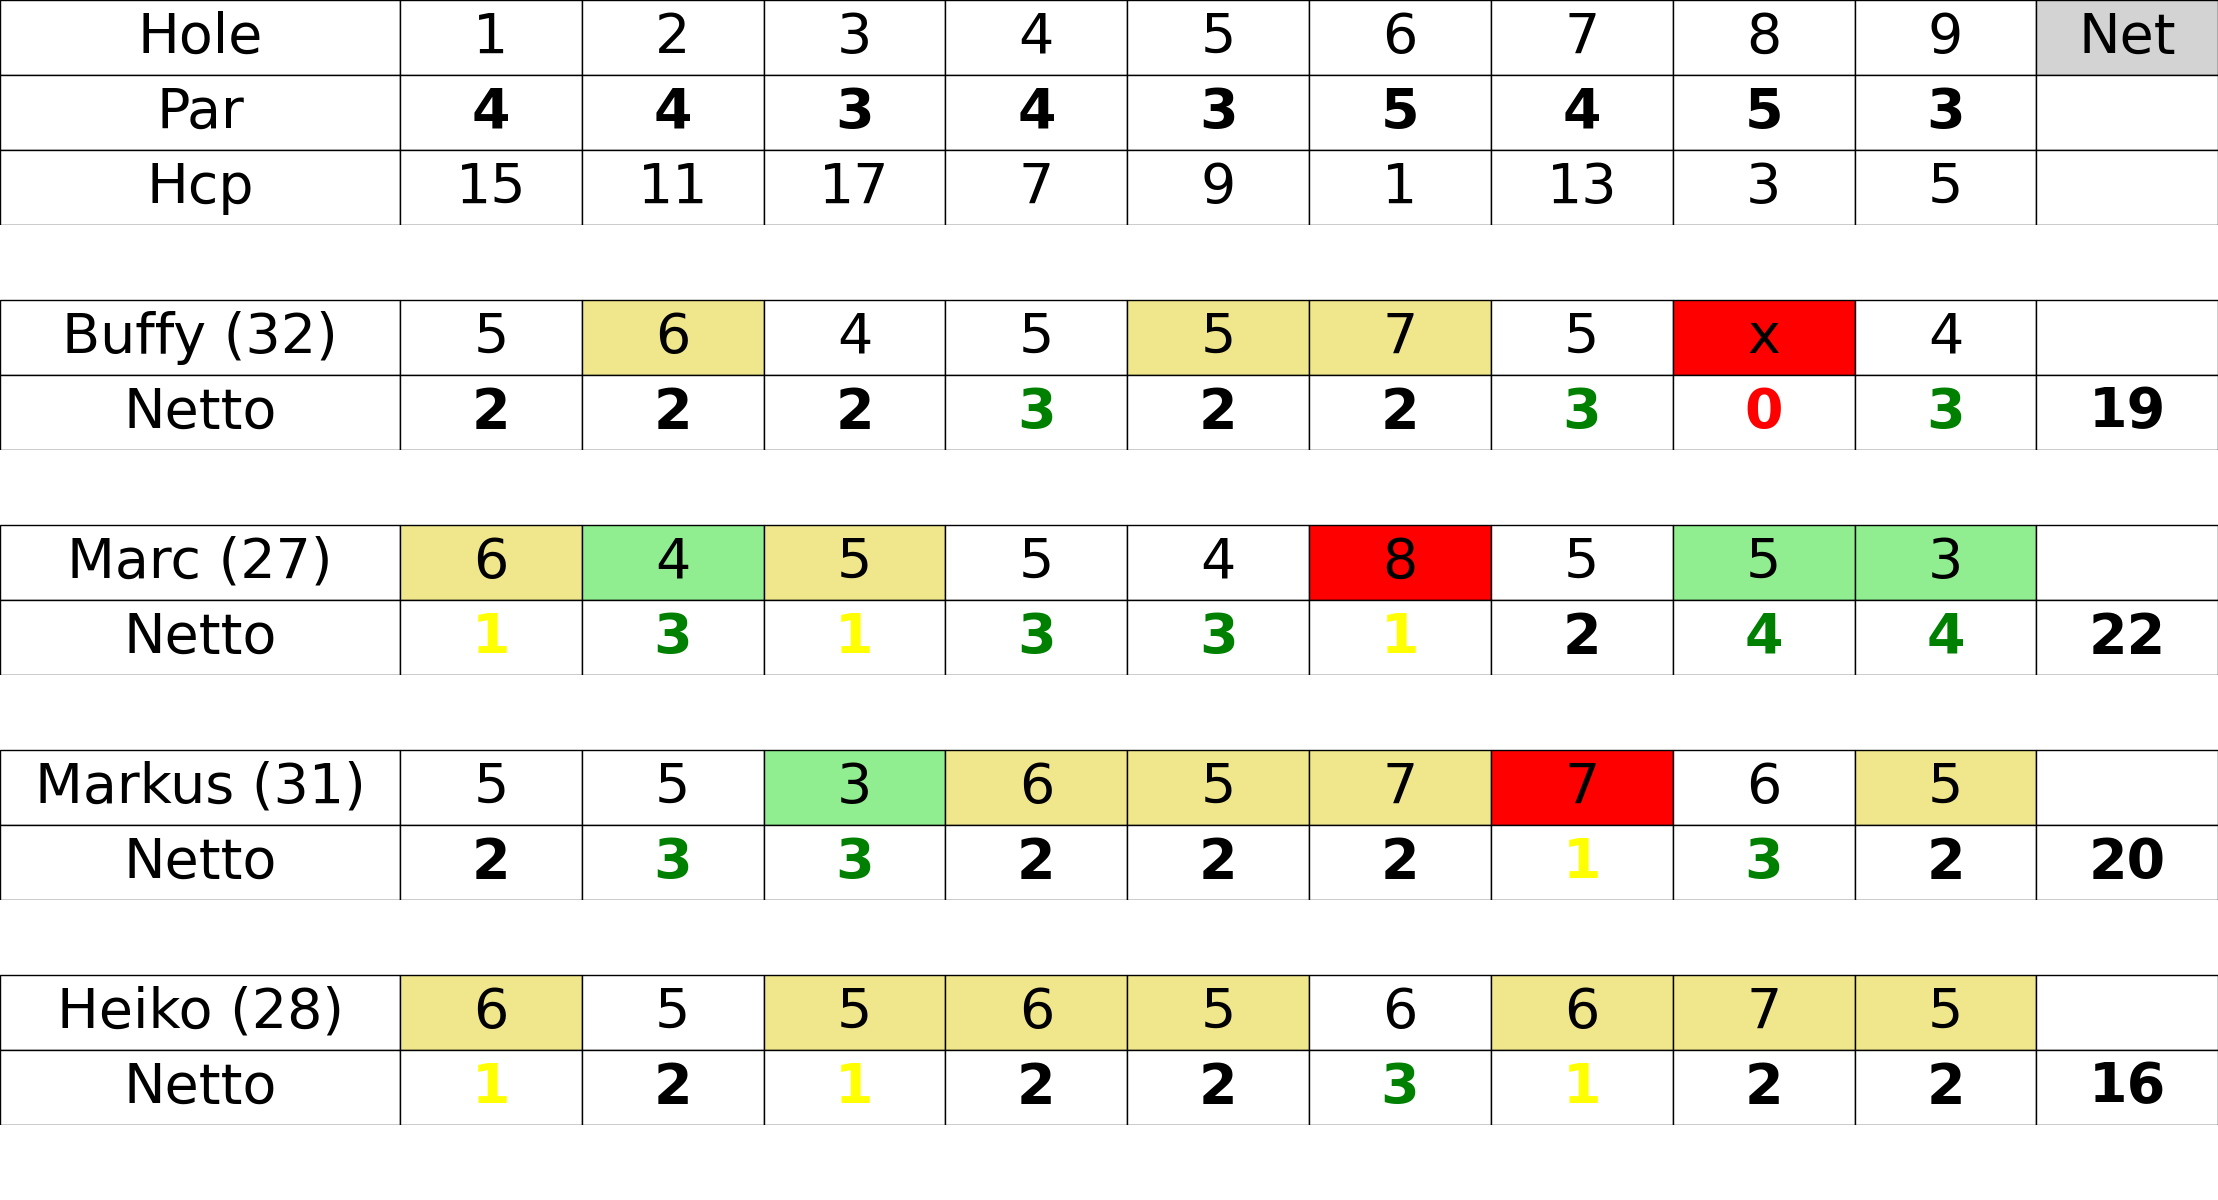 Hole 1 2 3 4 5 6 7 8 9 Net
Par 4 4 3 4 3 5 4 5 3
Hcp 15 11 17 7 9 1 13 3 5
Buffy (32) 5 6 4 5 5 7 5 x 4
Netto 2 2 2 3 2 2 3 0 3 19
Marc (27) 6 4 5 5 4 8 5 5 3
Netto 1 3 1 3 3 1 2 4 4 22
Markus (31) 5 5 3 6 5 7 7 6 5
Netto 2 3 3 2 2 2 1 3 2 20
Heiko (28) 6 5 5 6 5 6 6 7 5
Netto 1 2 1 2 2 3 1 2 2 16